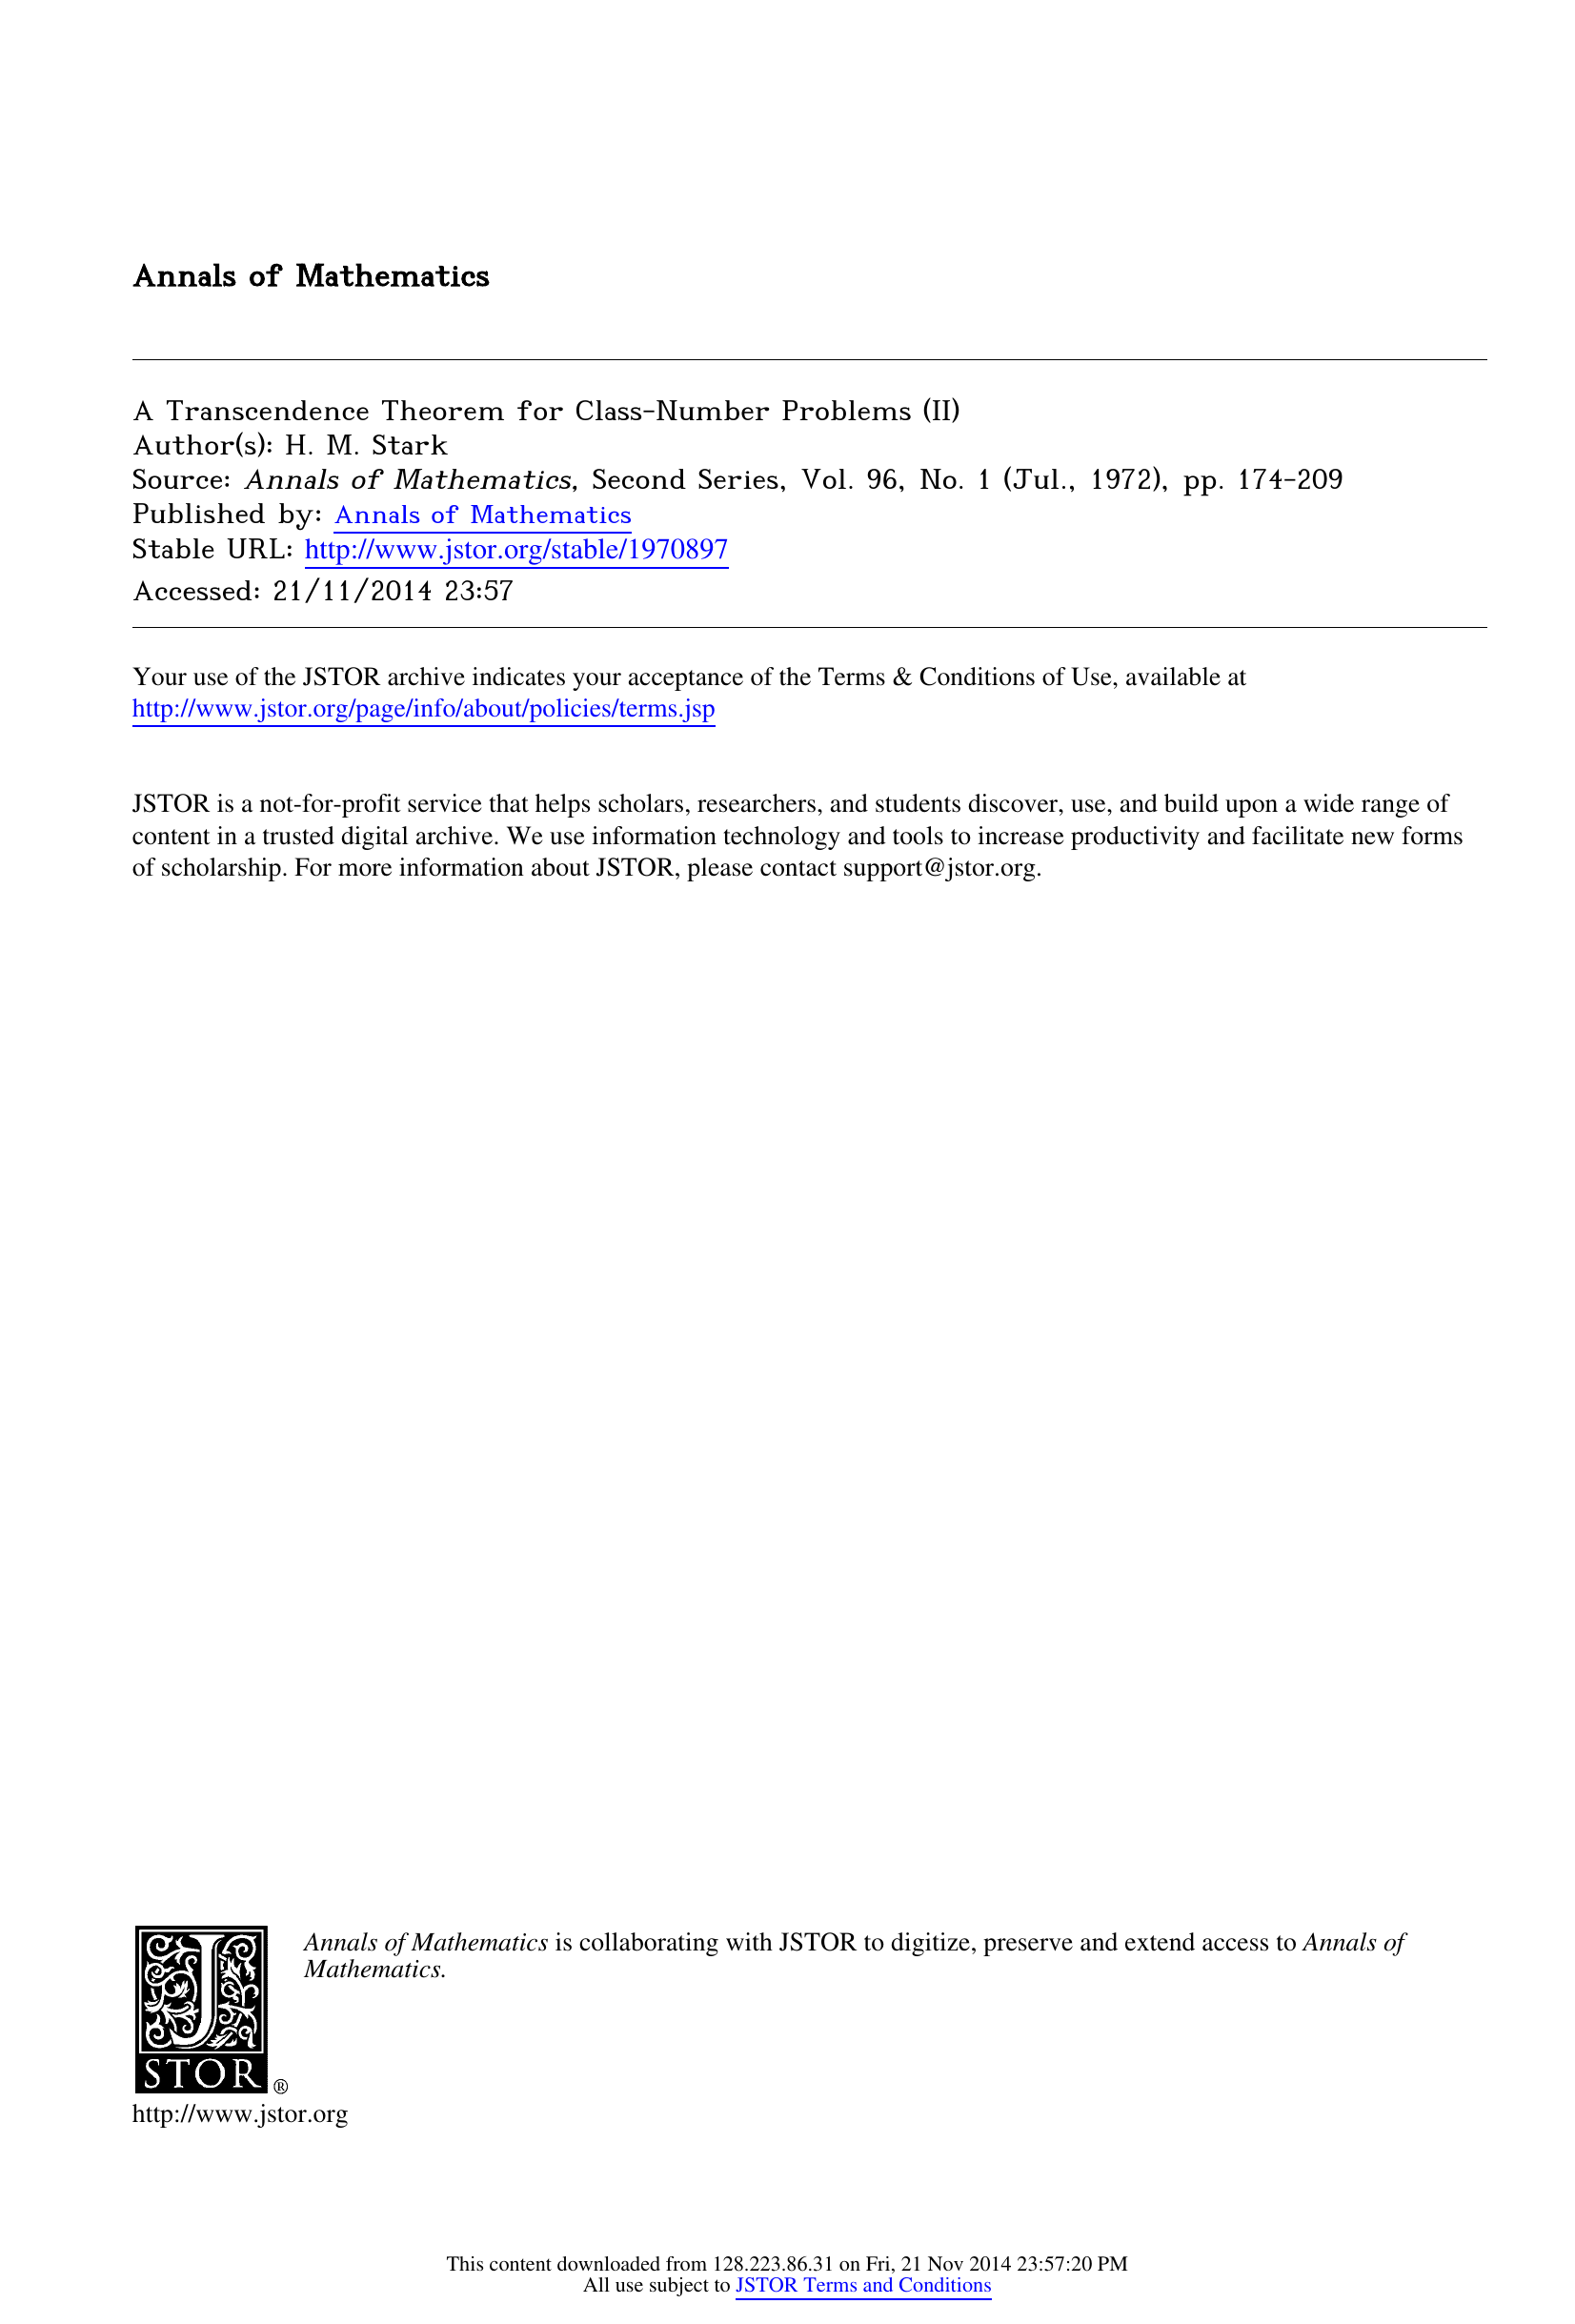 Annals of Mathematics
A Transcendence Theorem for Class-Number Problems (II)
Author(s): H. M. Stark
Source: Annals of Mathematics, Second Series, Vol. 96, No. 1 (Jul., 1972), pp. 174-209
Published by: Annals of Mathematics
Stable URL: http://www.jstor.org/stable/1970897
Accessed: 21/11/2014 23:57
Your use of the JSTOR archive indicates your acceptance of the Terms & Conditions of Use, available at
http://www.jstor.org/page/info/about/policies/terms.jsp
JSTOR is a not-for-profit service that helps scholars, researchers, and students discover, use, and build upon a wide range of
content in a trusted digital archive. We use information technology and tools to increase productivity and facilitate new forms
of scholarship. For more information about JSTOR, please contact support@jstor.org.
Annals of Mathematics is collaborating with JSTOR to digitize, preserve and extend access to Annals of
Mathematics.
J
STOR
®
http://www.jstor.org
This content downloaded from 128.223.86.31 on Fri, 21 Nov 2014 23:57:20 PM
All use subject to JSTOR Terms and Conditions